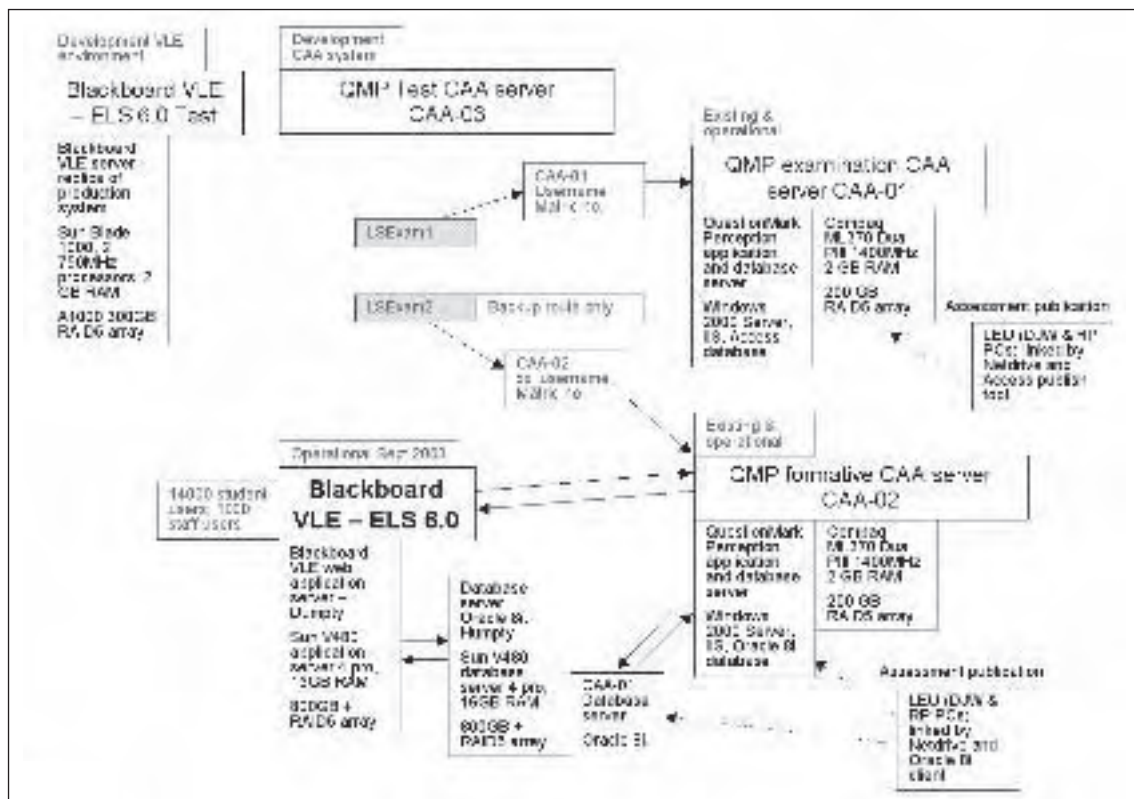 Development VLE
environment
Blackboard VLE
– ELS 6.0 Test
Blackboard
VLE server
replica of
production
system
Sun Blade
1000, 2
750MHz
processors, 2
GB RAM
A1000 300GB
RAID5 array
Development
CAA system
QMP Test CAA server
CAA-03
CAA-01
Username
Matric no.
LSExam1
LSExam2
Backup route only
CAA-02
Username
Matric no.
Existing &
operational
QMP examination CAA
server CAA-01
QuestionMark
Perception
application
and database
server
Windows
2000 Server,
IIS, Access
database
Compaq
ML370 Dual
PIII 1400MHz
2 GB RAM
200 GB
RAID5 array
Assessment publication
LEU (DJW & RP
PCs; linked by
Netdrive and
Access publish
tool
Existing &
operational
QMP formative CAA server
CAA-02
QuestionMark
Perception
application
and database
server
Windows
2000 Server,
IIS, Oracle 8i
database
Compaq
ML370 Dual
PIII 1400MHz
2 GB RAM
200 GB
RAID5 array
Assessment publication
LEU (DJW &
RP PCs;
linked by
Netdrive and
Oracle 8i
client
Operational Sept 2003
14000 student
users; 1000
staff users
Blackboard
VLE – ELS 6.0
Blackboard
VLE web
application
server –
Dumpty
Sun V480
application
server 4 pro,
16GB RAM
800GB +
RAID5 array
Database
server
Oracle 8i,
Humpty
Sun V480
database
server 4 pro,
16GB RAM
800GB +
RAID5 array
CAA-01
Database
server
Oracle 8i